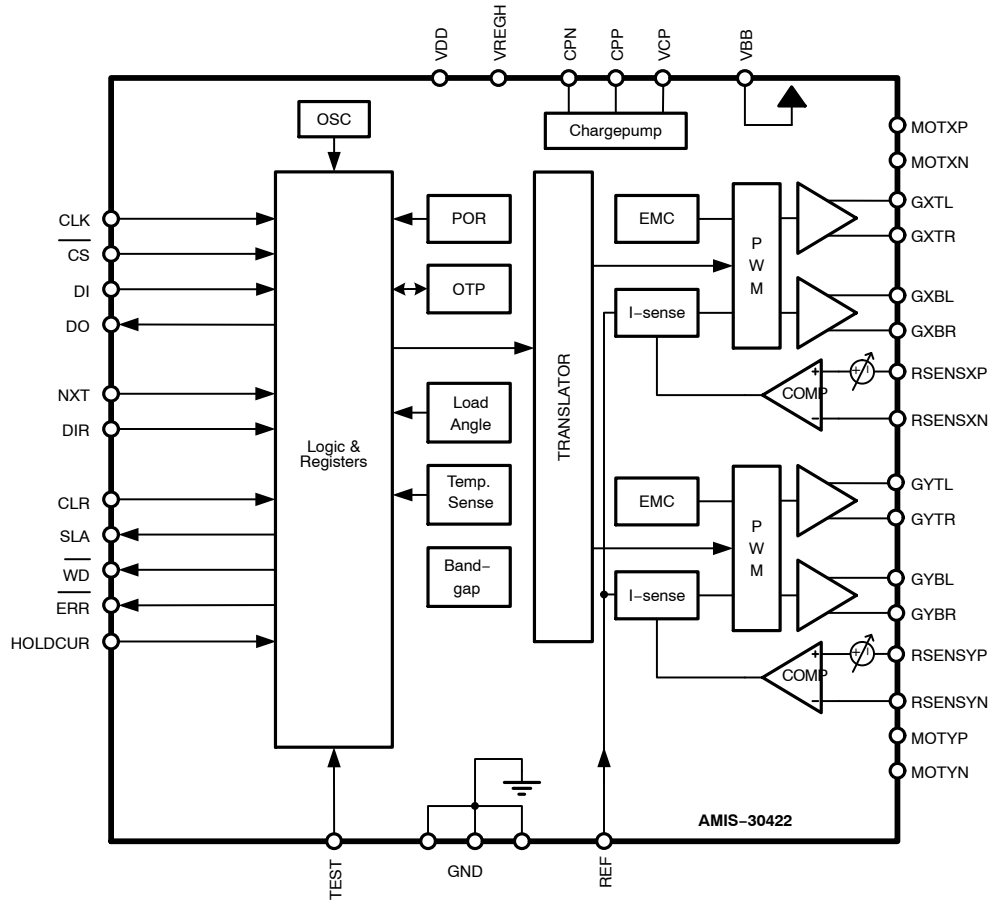 VDD
VREGH
CPN
CPP
VCP
VBB
OSC
Chargepump
MOTXP
MOTXN
CLK
CS
DI
DO
NXT
DIR
CLR
SLA
WD
ERR
HOLDCUR
Logic &
Registers
POR
OTP
Load
Angle
Temp.
Sense
Band−
gap
TRANSLATOR
EMC
I−sense
P
W
M
+
COMP
−
+
−
GXTL
GXTR
GXBL
GXBR
RSENSXP
RSENSXN
EMC
I−sense
P
W
M
+
COMP
−
+
−
GYTL
GYTR
GYBL
GYBR
RSENSYP
RSENSYN
MOTYP
MOTYN
AMIS−30422
TEST
GND
REF